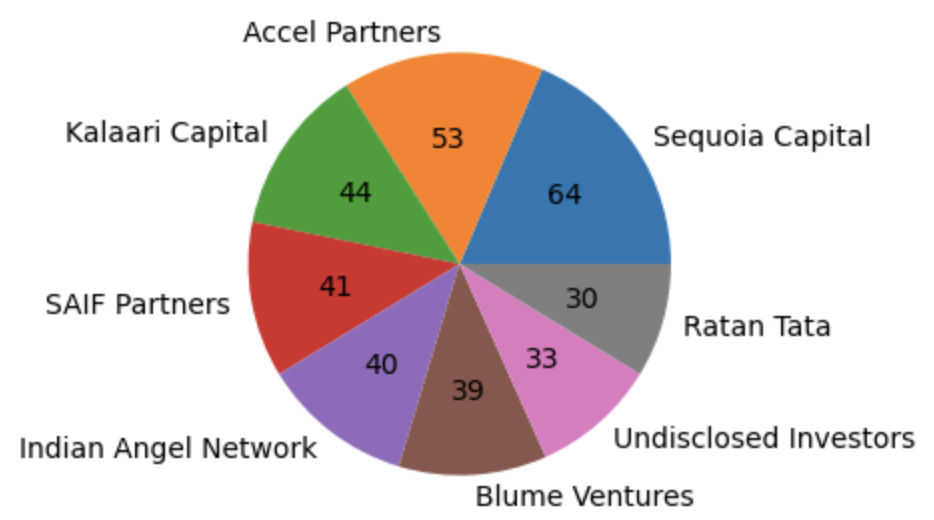 Accel Partners
Kalaari Capital
Sequoia Capital
53
44
64
41
30
SAIF Partners
Ratan Tata
40
33
39
Indian Angel Network
Undisclosed Investors
Blume Ventures